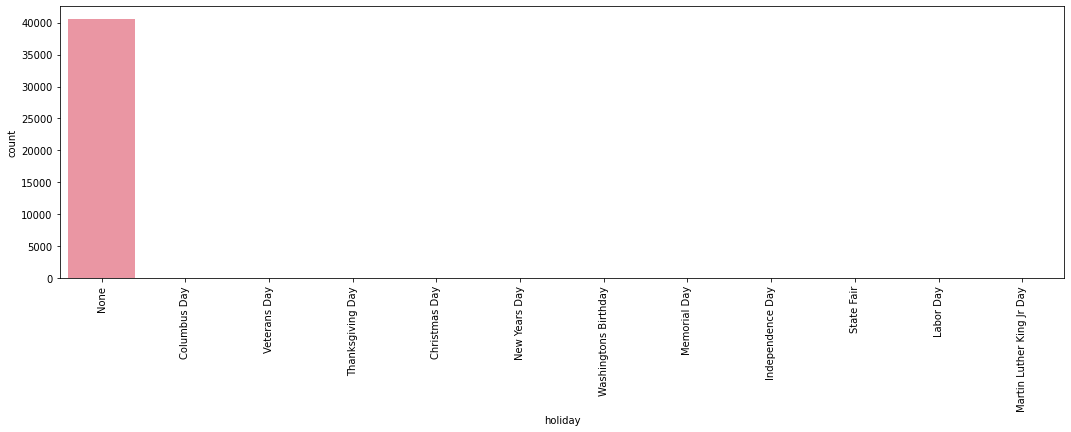 40000
35000
30000
25000
20000
15000
10000
5000
0
count
None
Columbus Day
Veterans Day
Thanksgiving Day
Christmas Day
New Years Day
Washingtons Birthday
Memorial Day
Independence Day
State Fair
Labor Day
Martin Luther King Jr Day
holiday